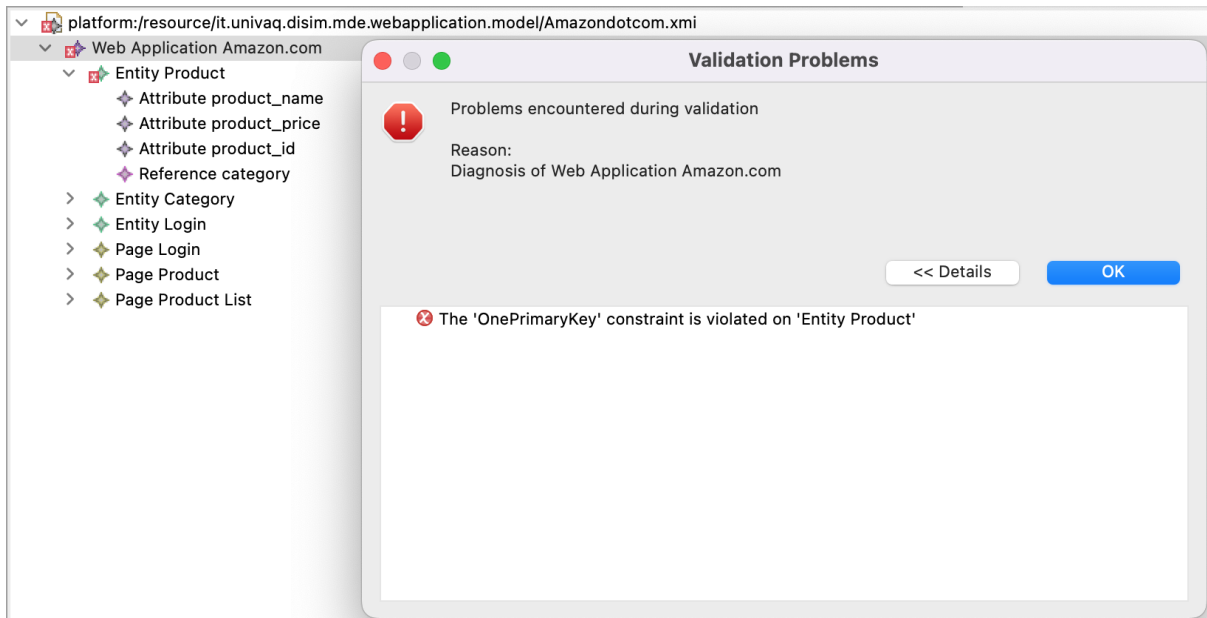 platform:/resource/it.univaq.disim.mde.webapplication.model/Amazondotcom.xmi
Web Application Amazon.com
Entity Product
Attribute product_name
Attribute product_price
Attribute product_id
Reference category
Entity Category
Entity Login
Page Login
Page Product
Page Product List
Validation Problems
Problems encountered during validation
Reason:
Diagnosis of Web Application Amazon.com
<< Details
OK
The 'OnePrimaryKey' constraint is violated on 'Entity Product'